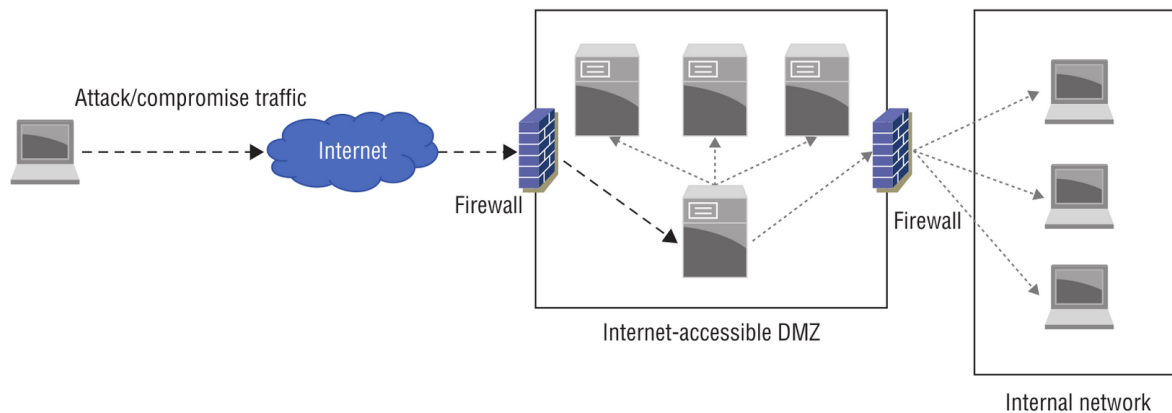 Attack/compromise traffic
Internet
Firewall
Firewall
Internet-accessible DMZ
Internal network